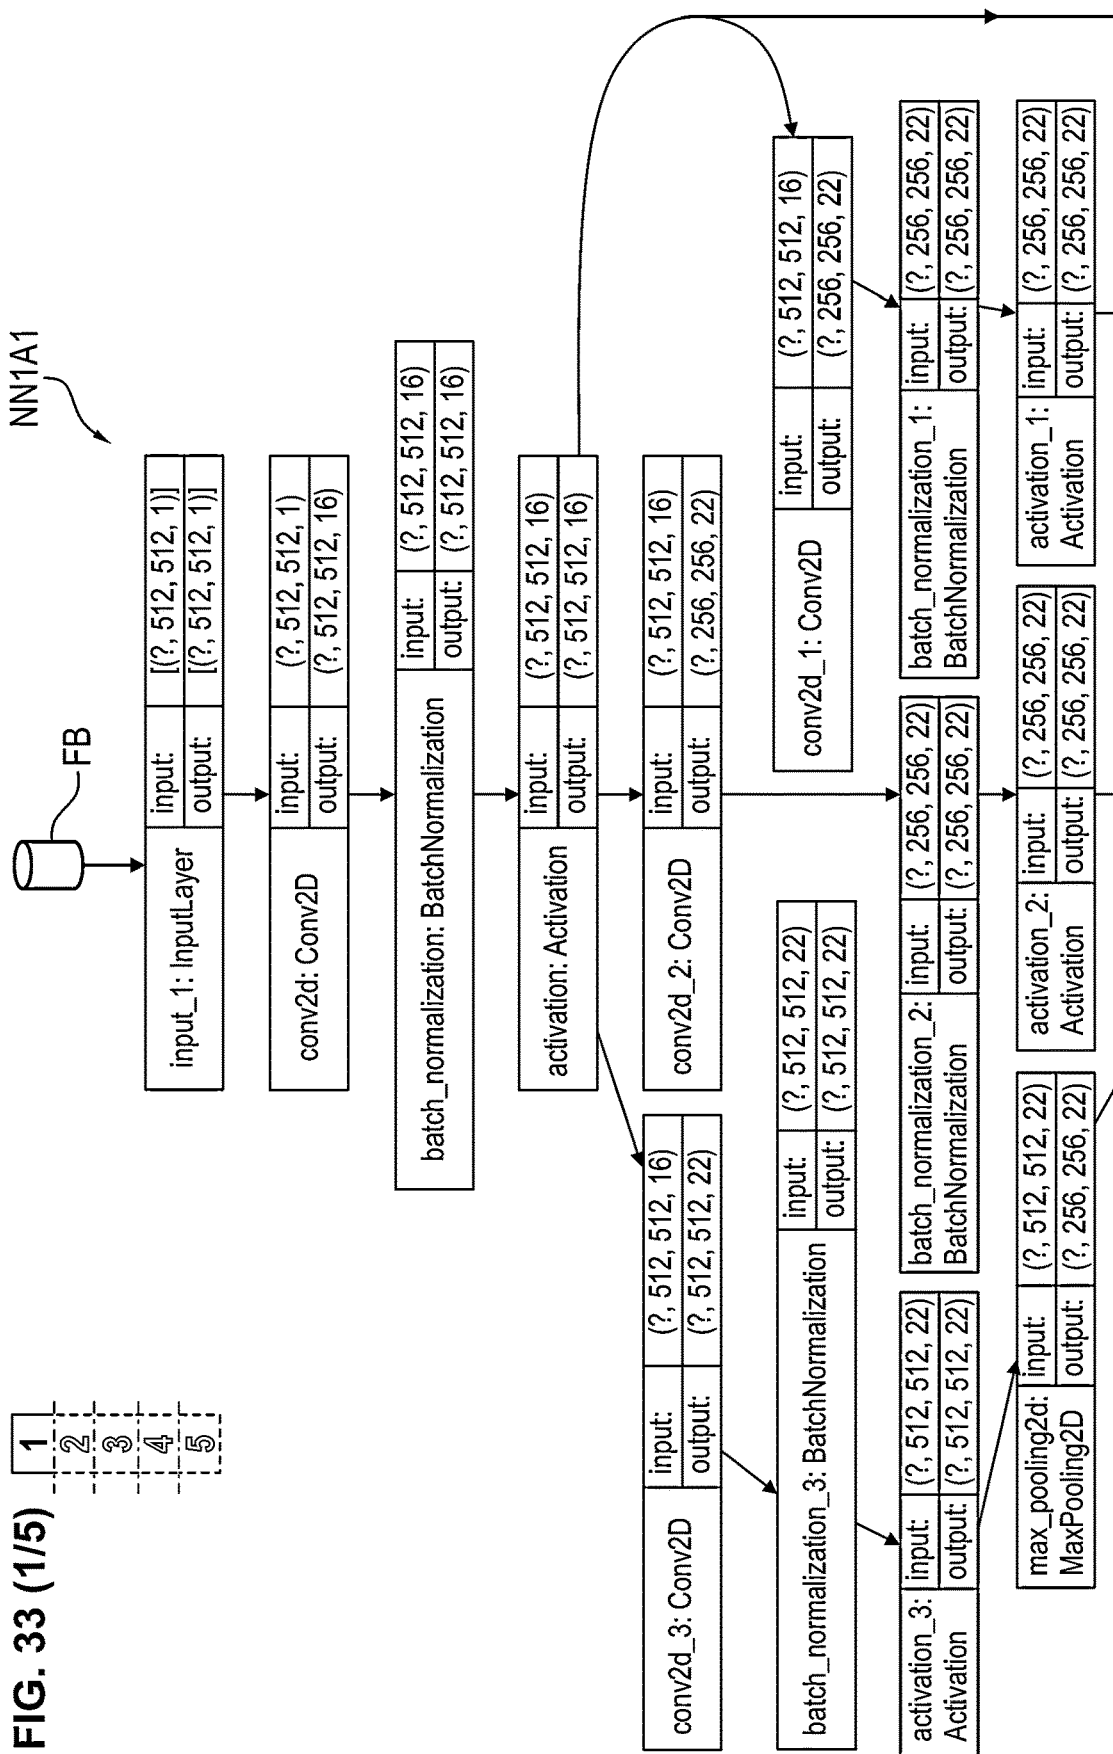 FIG. 33 (1/5)
1
2
3
4
5
NN1A1
FB
input_1: InputLayer
input: [(?, 512, 512, 1)]
output: [(?, 512, 512, 1)]
conv2d: Conv2D
input: (?, 512, 512, 1)
output: (?, 512, 512, 16)
batch_normalization: BatchNormalization
input: (?, 512, 512, 16)
output: (?, 512, 512, 16)
activation: Activation
input: (?, 512, 512, 16)
output: (?, 512, 512, 16)
conv2d_3: Conv2D
input: (?, 512, 512, 16)
output: (?, 512, 512, 22)
conv2d_2: Conv2D
input: (?, 512, 512, 16)
output: (?, 256, 256, 22)
batch_normalization_3: BatchNormalization
input: (?, 512, 512, 22)
output: (?, 512, 512, 22)
conv2d_1: Conv2D
input: (?, 512, 512, 16)
output: (?, 256, 256, 22)
activation_3:
Activation
input: (?, 512, 512, 22)
output: (?, 512, 512, 22)
batch_normalization_2:
BatchNormalization
input: (?, 256, 256, 22)
output: (?, 256, 256, 22)
batch_normalization_1:
BatchNormalization
input: (?, 256, 256, 22)
output: (?, 256, 256, 22)
max_pooling2d:
MaxPooling2D
input: (?, 512, 512, 22)
output: (?, 256, 256, 22)
activation_2:
Activation
input: (?, 256, 256, 22)
output: (?, 256, 256, 22)
activation_1:
Activation
input: (?, 256, 256, 22)
output: (?, 256, 256, 22)